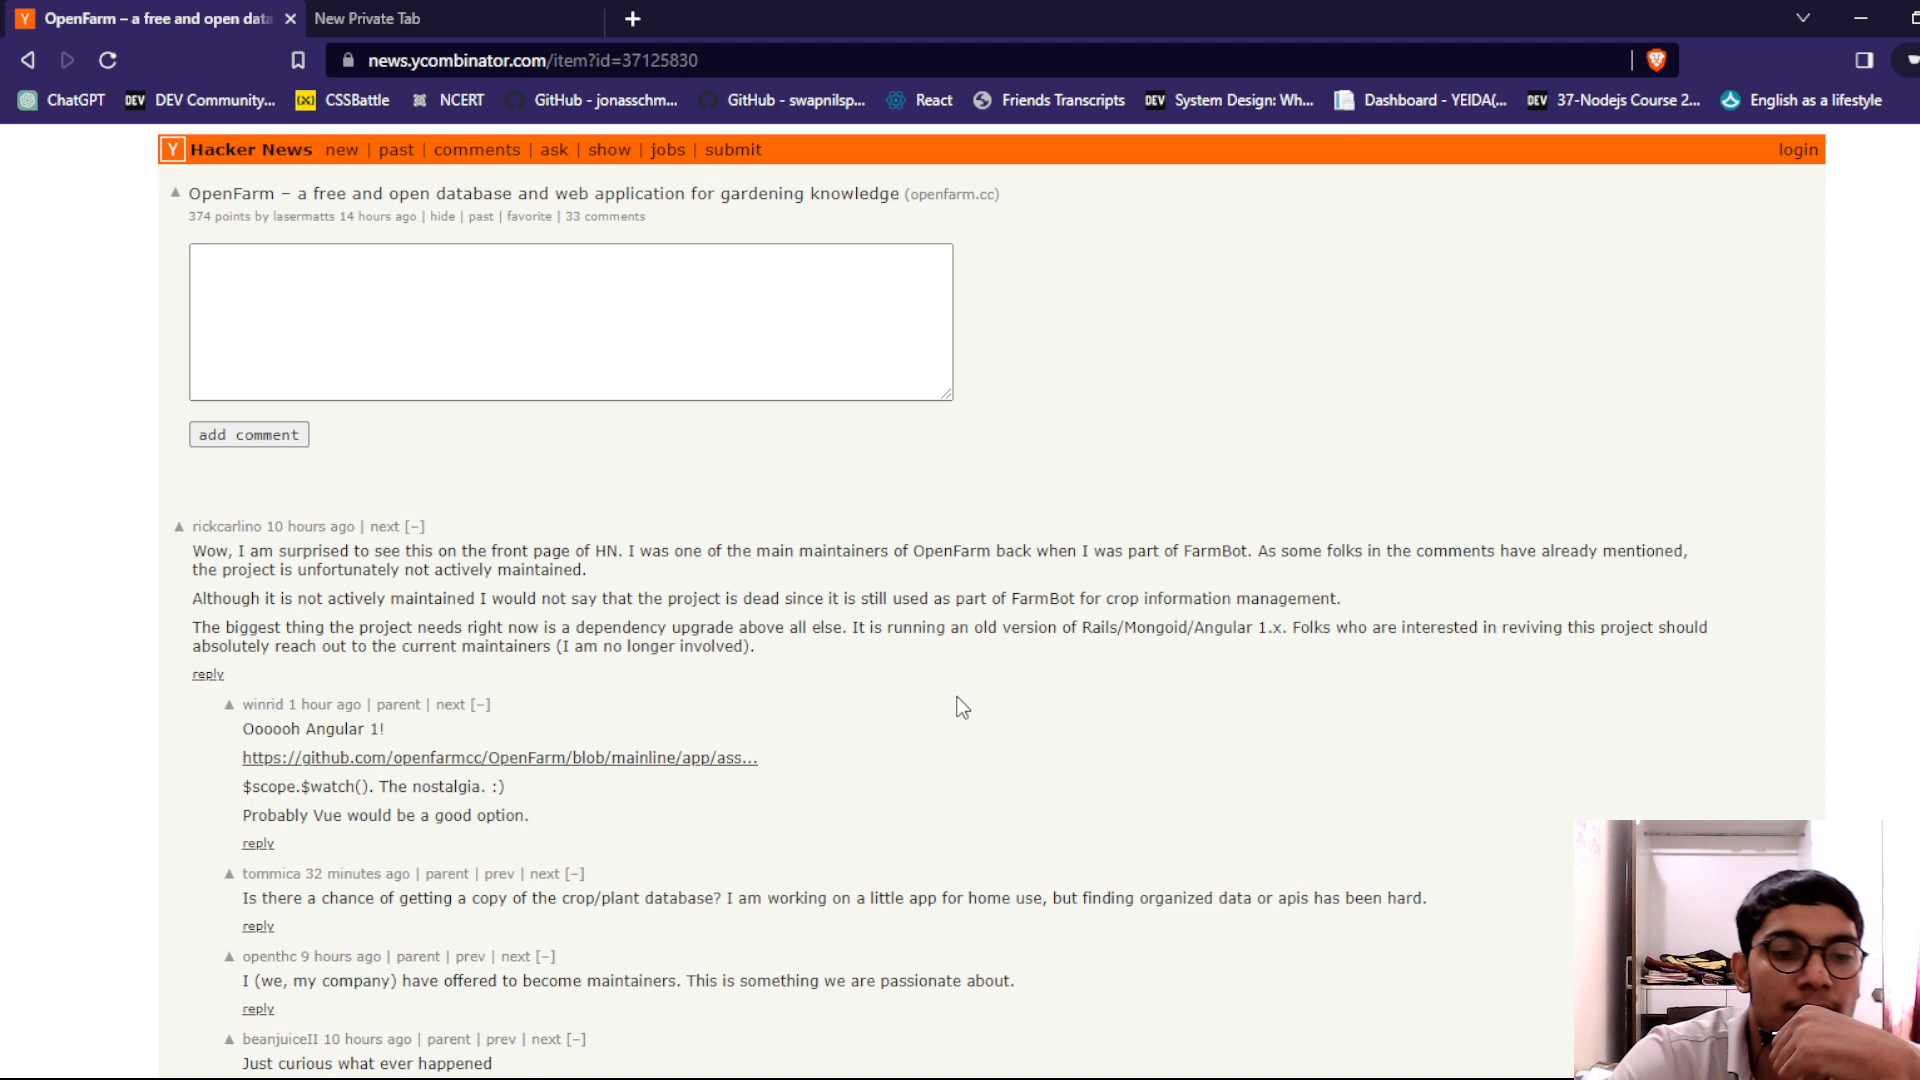 OpenFarm – a free and open data
New Private Tab
news.ycombinator.com/item?id=37125830
ChatGPT
DEV DEV Community...
CSSBattle
NCERT
GitHub - jonasschm...
GitHub - swapnilsp...
React
Friends Transcripts
DEV System Design: Wh...
Dashboard - YEIDA(...
DEV 37-Nodejs Course 2...
English as a lifestyle
Y Hacker News new | past | comments | ask | show | jobs | submit
login
OpenFarm – a free and open database and web application for gardening knowledge (openfarm.cc)
374 points by lasermatts 14 hours ago | hide | past | favorite | 33 comments
add comment
rickcarlino 10 hours ago | next [–]
Wow, I am surprised to see this on the front page of HN. I was one of the main maintainers of OpenFarm back when I was part of FarmBot. As some folks in the comments have already mentioned,
the project is unfortunately not actively maintained.
Although it is not actively maintained I would not say that the project is dead since it is still used as part of FarmBot for crop information management.
The biggest thing the project needs right now is a dependency upgrade above all else. It is running an old version of Rails/Mongoid/Angular 1.x. Folks who are interested in reviving this project should
absolutely reach out to the current maintainers (I am no longer involved).
reply
winrid 1 hour ago | parent | next [–]
Oooooh Angular 1!
https://github.com/openfarmcc/OpenFarm/blob/mainline/app/ass...
$scope.$watch(). The nostalgia. :)
Probably Vue would be a good option.
reply
tommica 32 minutes ago | parent | prev | next [–]
Is there a chance of getting a copy of the crop/plant database? I am working on a little app for home use, but finding organized data or apis has been hard.
reply
openthc 9 hours ago | parent | prev | next [–]
I (we, my company) have offered to become maintainers. This is something we are passionate about.
reply
beanjuiceII 10 hours ago | parent | prev | next [–]
Just curious what ever happened